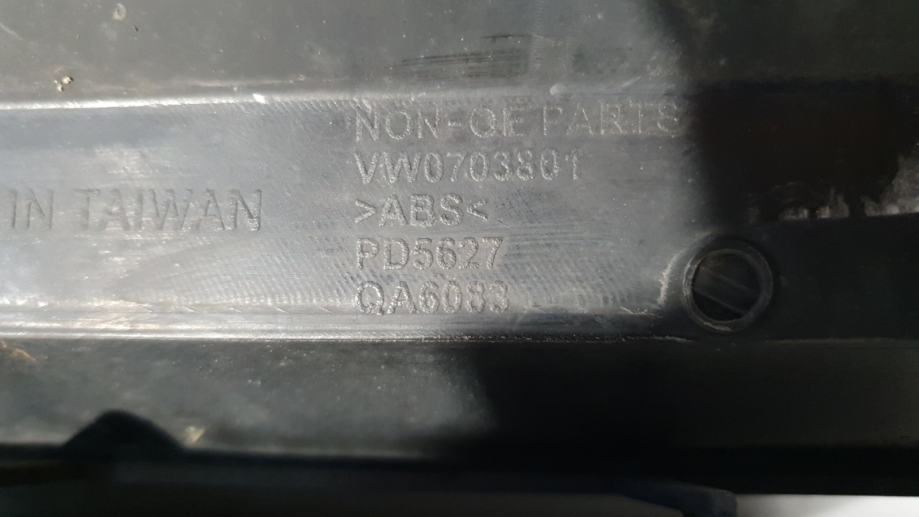 NON-OE PARTS
VW0703801
IN TAIWAN
>ABS<
PD5627
QA6083